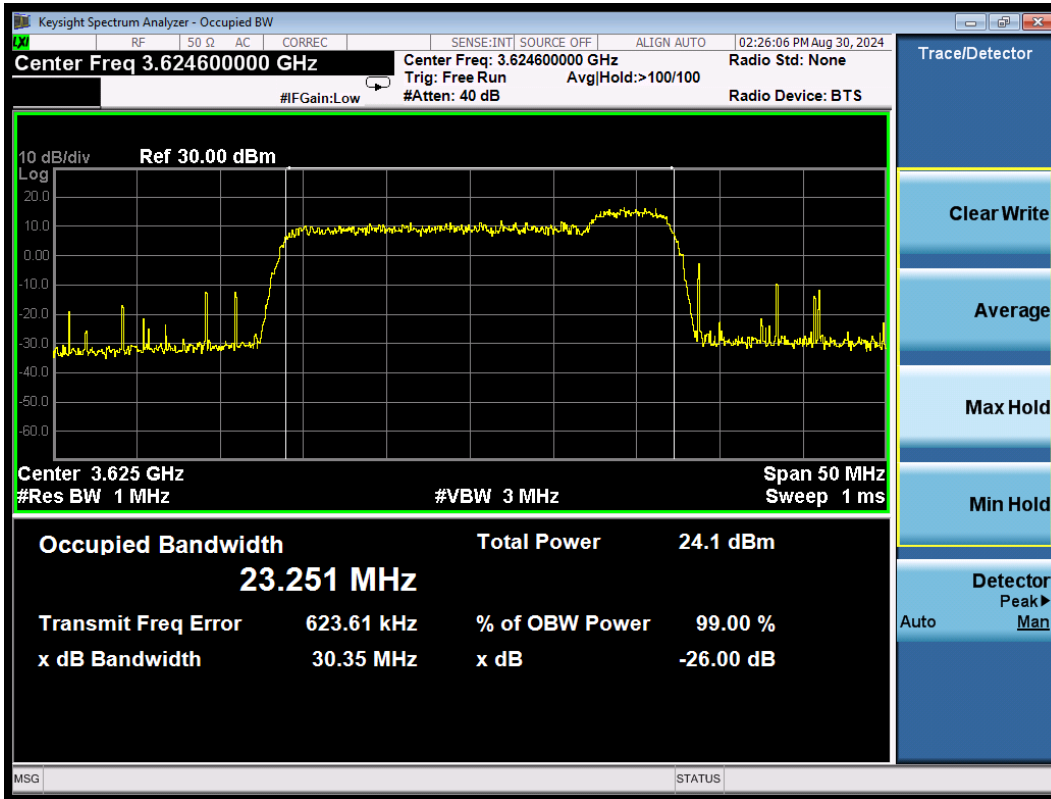 Keysight Spectrum Analyzer - Occupied BW
LXI RF 50 Ω AC CORREC SENSE:INT SOURCE OFF ALIGN AUTO 02:26:06 PM Aug 30, 2024
Center Freq 3.624600000 GHz
Center Freq: 3.624600000 GHz Radio Std: None
Trig: Free Run Avg|Hold:>100/100
#IFGain:Low #Atten: 40 dB Radio Device: BTS
10 dB/div Ref 30.00 dBm
Log
20.0
10.0
0.00
-10.0
-20.0
-30.0
-40.0
-50.0
-60.0
Center 3.625 GHz Span 50 MHz
#Res BW 1 MHz #VBW 3 MHz Sweep 1 ms
Occupied Bandwidth Total Power 24.1 dBm
23.251 MHz
Transmit Freq Error 623.61 kHz % of OBW Power 99.00 %
x dB Bandwidth 30.35 MHz x dB -26.00 dB
MSG STATUS
Trace/Detector
Clear Write
Average
Max Hold
Min Hold
Detector
Peak▶
Auto Man